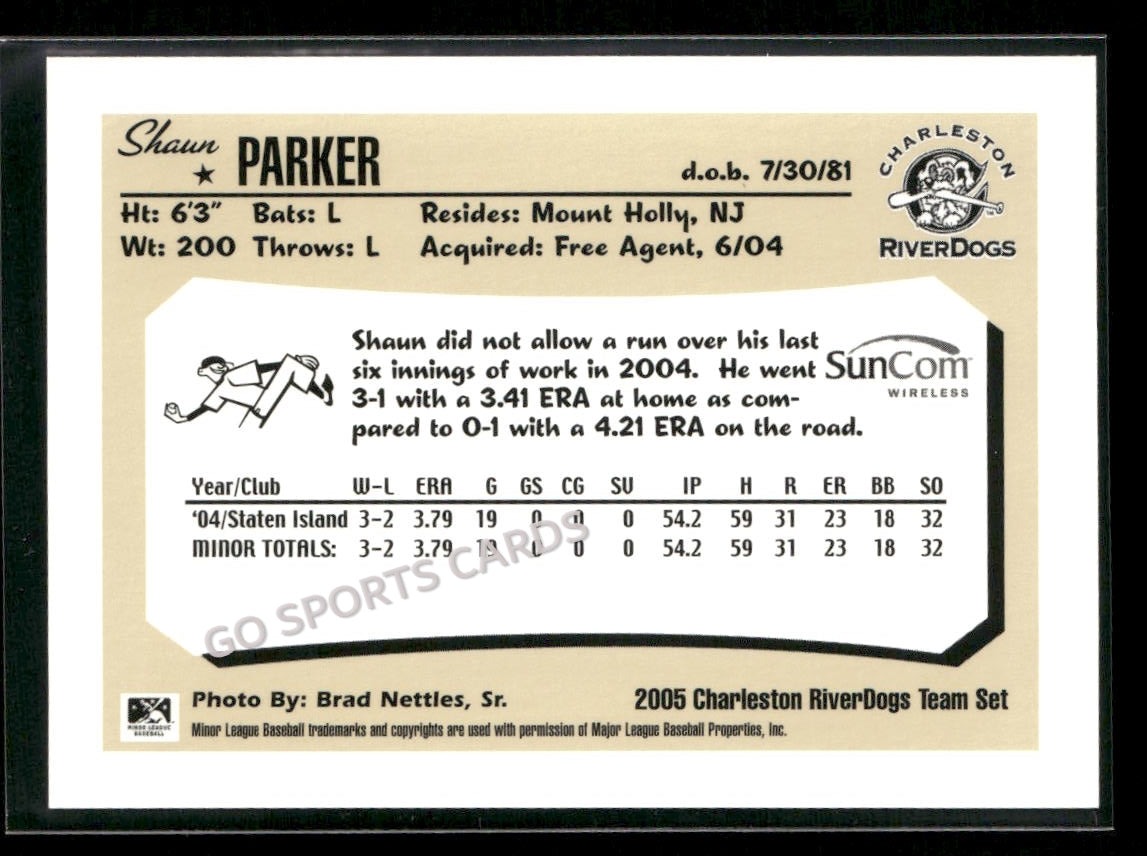 Shaun PARKER
d.o.b. 7/30/81
CHARLESTON
RIVERDOGS
Ht: 6'3" Bats: L Resides: Mount Holly, NJ
Wt: 200 Throws: L Acquired: Free Agent, 6/04
Shaun did not allow a run over his last
six innings of work in 2004. He went
3-1 with a 3.41 ERA at home as com-
pared to 0-1 with a 4.21 ERA on the road.
SunCom
WIRELESS
Year/Club W-L ERA G GS CG SV IP H R ER BB SO
'04/Staten Island 3-2 3.79 19 0 0 0 54.2 59 31 23 18 32
MINOR TOTALS: 3-2 3.79 19 0 0 0 54.2 59 31 23 18 32
GO SPORTS CARDS
MINOR LEAGUE
BASEBALL
Photo By: Brad Nettles, Sr.
2005 Charleston RiverDogs Team Set
Minor League Baseball trademarks and copyrights are used with permission of Major League Baseball Properties, Inc.